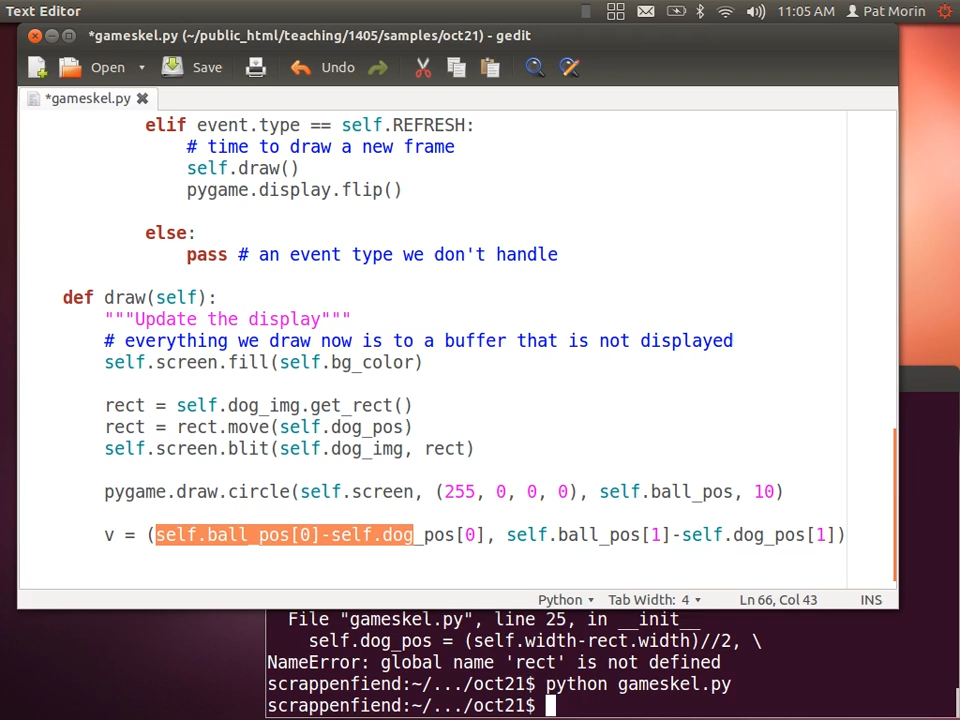 Text Editor
11:05 AM Pat Morin
*gameskel.py (~/public_html/teaching/1405/samples/oct21) - gedit
Open Save Undo
*gameskel.py
elif event.type == self.REFRESH:
# time to draw a new frame
self.draw()
pygame.display.flip()
else:
pass # an event type we don't handle
def draw(self):
"""Update the display"""
# everything we draw now is to a buffer that is not displayed
self.screen.fill(self.bg_color)
rect = self.dog_img.get_rect()
rect = rect.move(self.dog_pos)
self.screen.blit(self.dog_img, rect)
pygame.draw.circle(self.screen, (255, 0, 0, 0), self.ball_pos, 10)
v = (self.ball_pos[0]-self.dog_pos[0], self.ball_pos[1]-self.dog_pos[1])
Python Tab Width: 4 Ln 66, Col 43 INS
File "gameskel.py", line 25, in __init__
self.dog_pos = (self.width-rect.width)//2, \
NameError: global name 'rect' is not defined
scrappenfiend:~/.../oct21$ python gameskel.py
scrappenfiend:~/.../oct21$